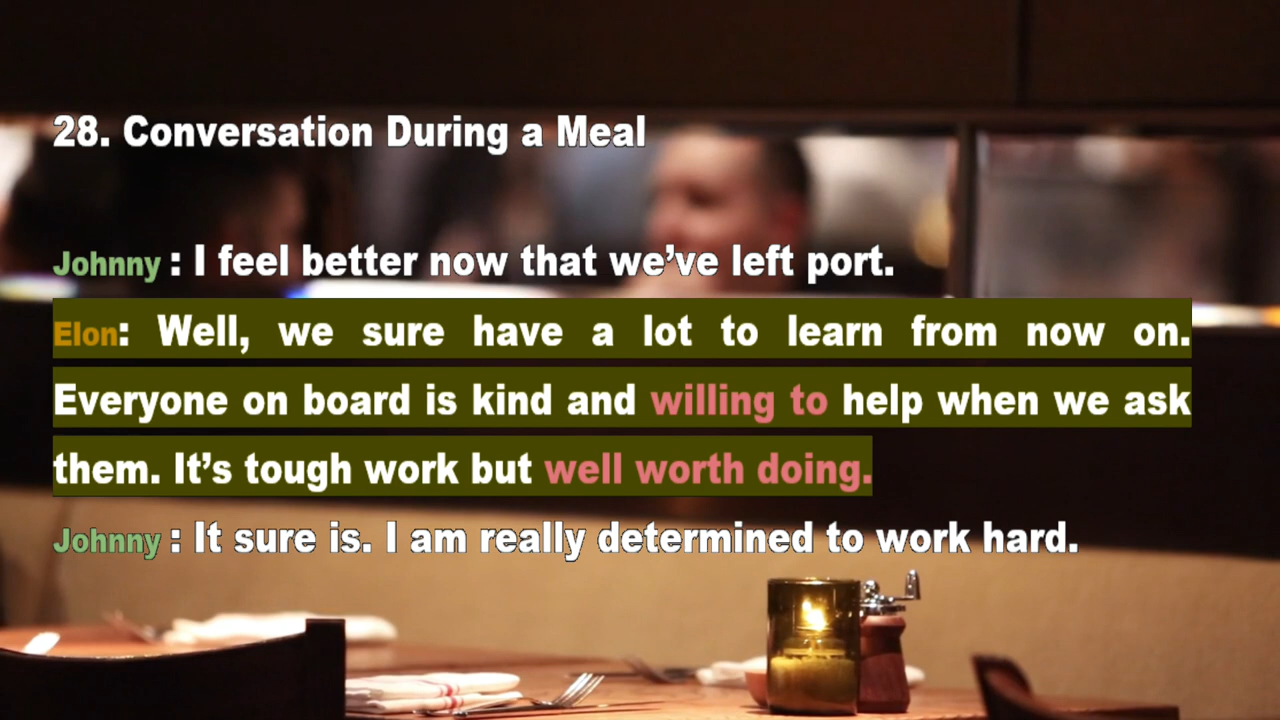 28. Conversation During a Meal
Johnny : I feel better now that we’ve left port.
Elon: Well, we sure have a lot to learn from now on.
Everyone on board is kind and willing to help when we ask
them. It’s tough work but well worth doing.
Johnny : It sure is. I am really determined to work hard.